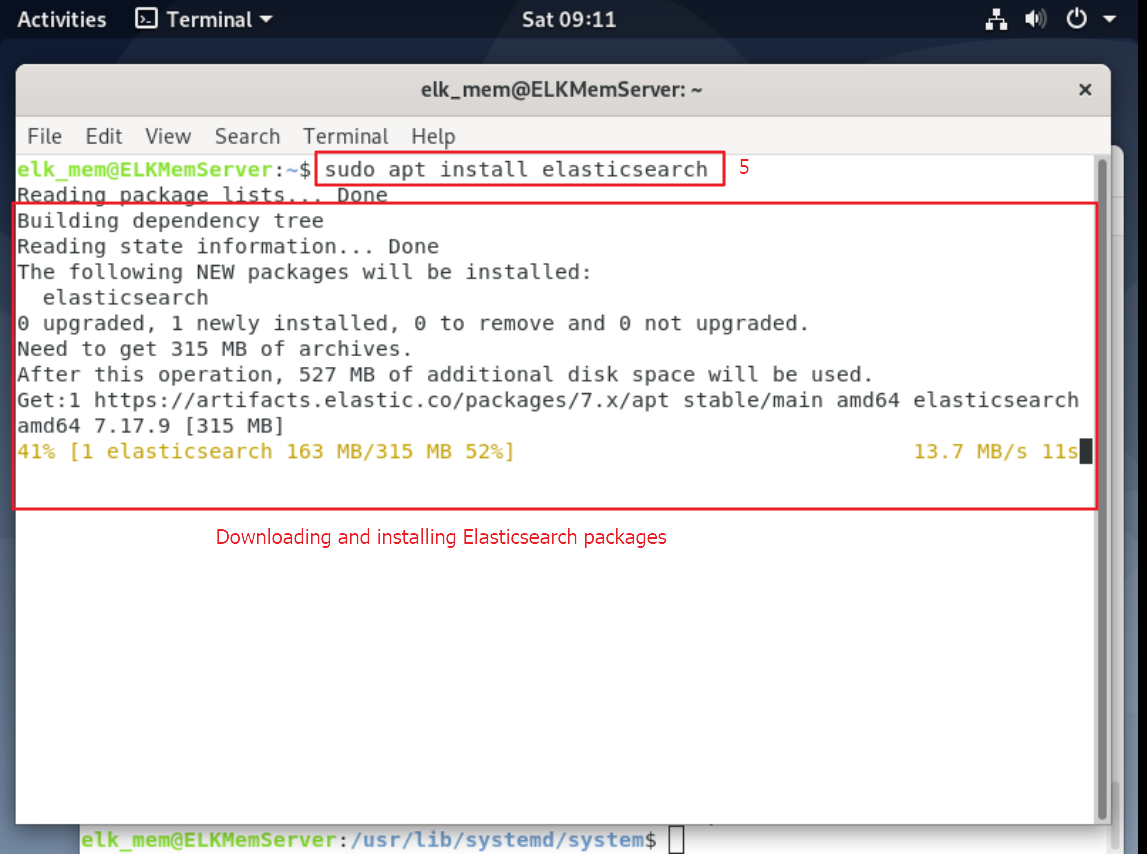 Activities Terminal Sat 09:11
elk_mem@ELKMemServer: ~ ×
File Edit View Search Terminal Help
elk_mem@ELKMemServer:~$ sudo apt install elasticsearch 5
Reading package lists... Done
Building dependency tree
Reading state information... Done
The following NEW packages will be installed:
  elasticsearch
0 upgraded, 1 newly installed, 0 to remove and 0 not upgraded.
Need to get 315 MB of archives.
After this operation, 527 MB of additional disk space will be used.
Get:1 https://artifacts.elastic.co/packages/7.x/apt stable/main amd64 elasticsearch
amd64 7.17.9 [315 MB]
41% [1 elasticsearch 163 MB/315 MB 52%] 13.7 MB/s 11s
Downloading and installing Elasticsearch packages
elk_mem@ELKMemServer:/usr/lib/systemd/system$